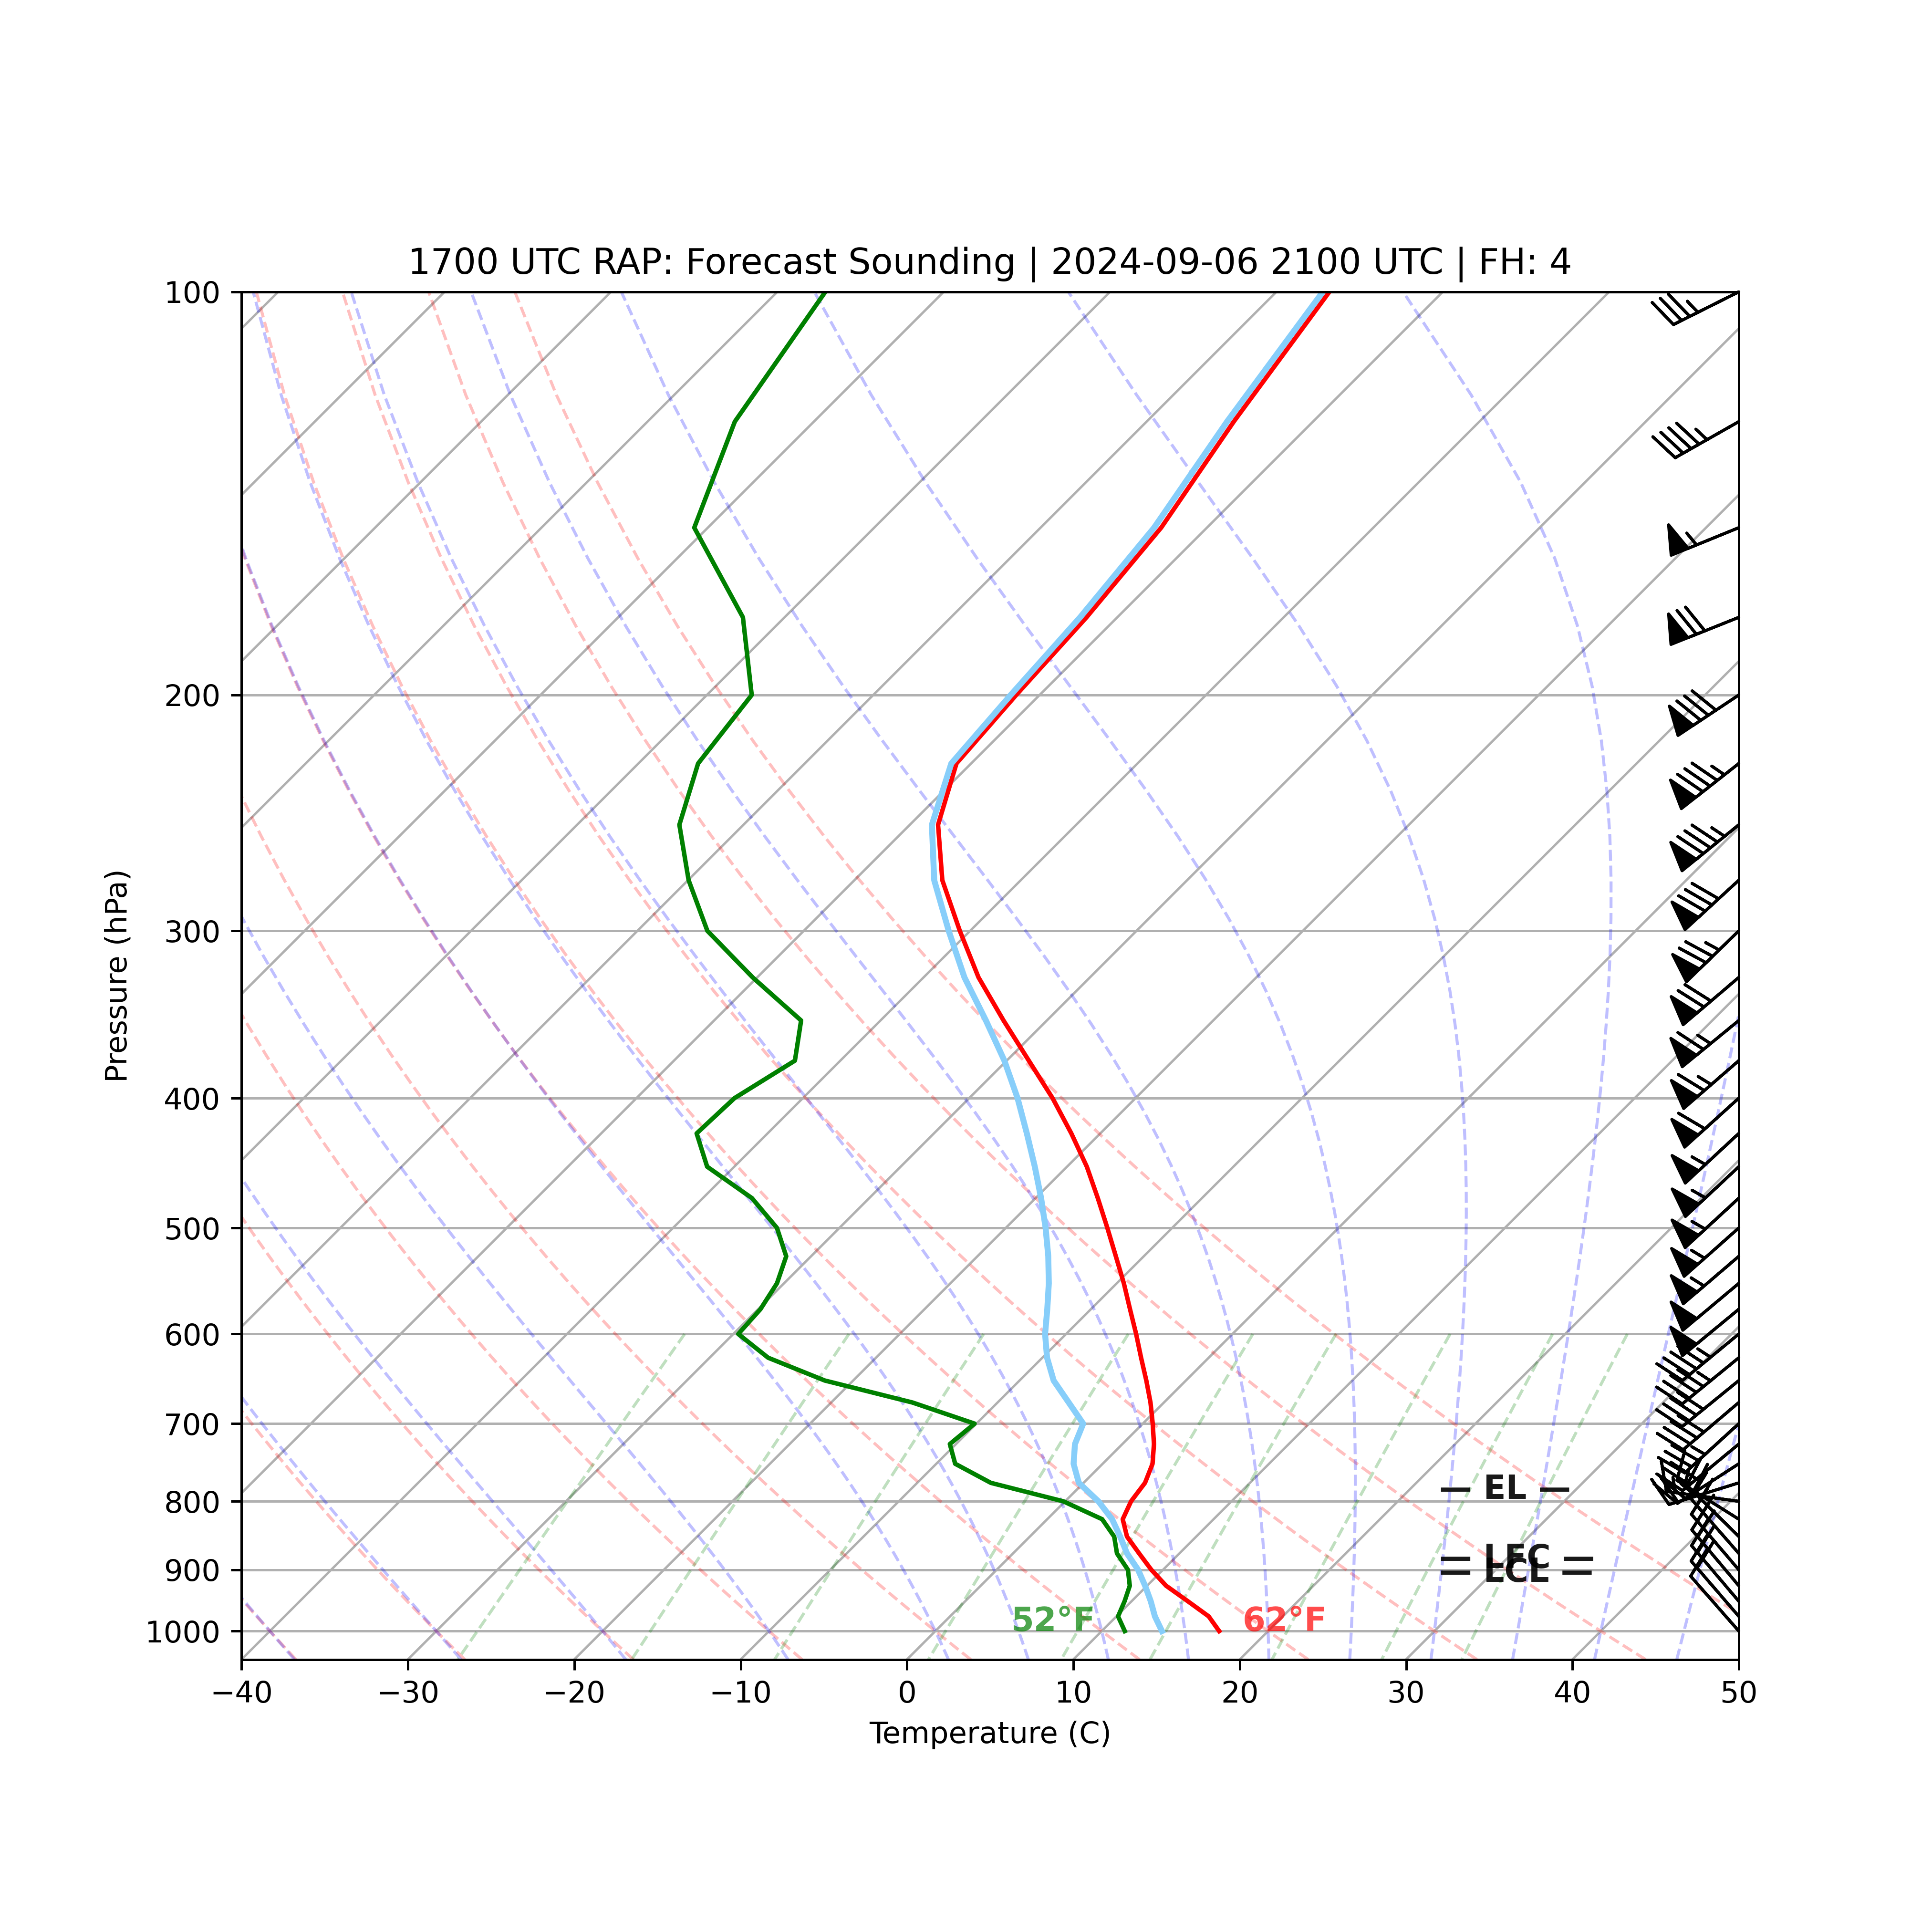 1700 UTC RAP: Forecast Sounding | 2024-09-06 2100 UTC | FH: 4
100
200
300
400
500
600
700
800
900
1000
Pressure (hPa)
— EL —
— LFC —
— LCL —
52°F
62°F
−40 −30 −20 −10 0 10 20 30 40 50
Temperature (C)